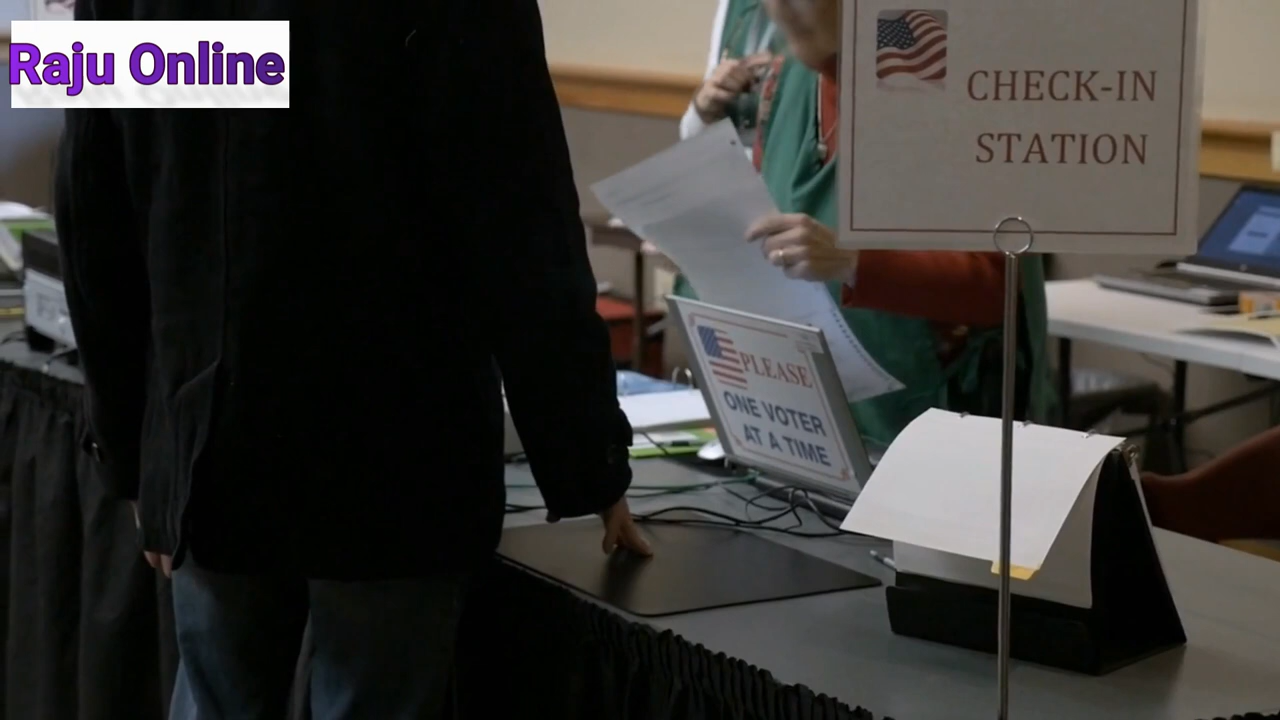 Raju Online
CHECK-IN
STATION
PLEASE
ONE VOTER
AT A TIME